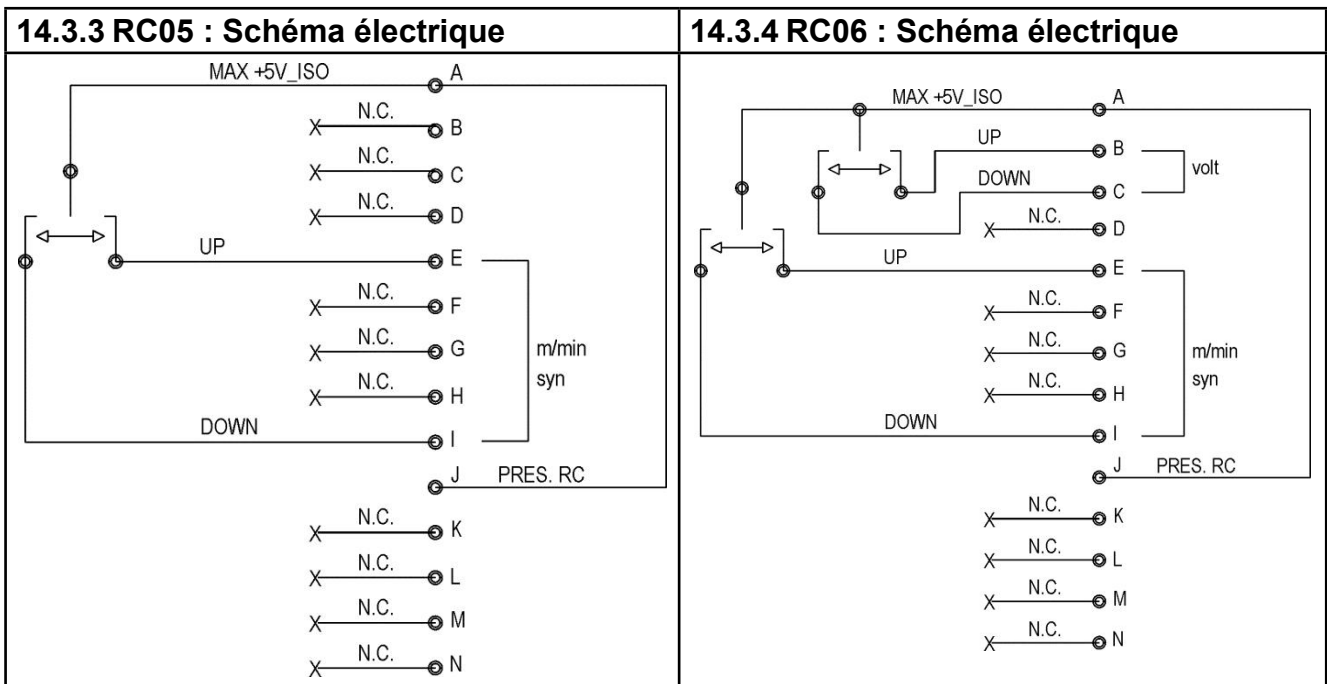 14.3.3 RC05 : Schéma électrique
MAX +5V_ISO A
N.C. B
X
N.C. C
X
N.C. D
X
UP E
N.C. F
X
N.C. G
X
m/min
syn
N.C. H
X
DOWN I
J PRES. RC
N.C. K
X
N.C. L
X
N.C. M
X
N.C. N
X
14.3.4 RC06 : Schéma électrique
MAX +5V_ISO A
UP B
volt
DOWN C
N.C. D
X
UP E
N.C. F
X
N.C. G
X
m/min
syn
N.C. H
X
DOWN I
J PRES. RC
N.C. K
X
N.C. L
X
N.C. M
X
N.C. N
X